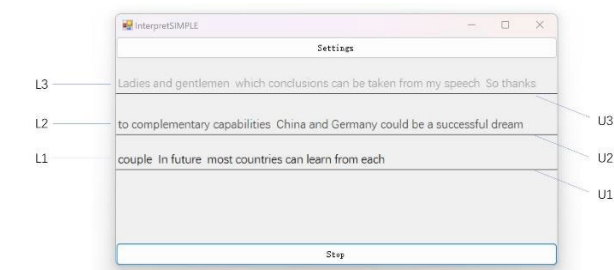 InterpretSIMPLE
Settings
L3
Ladies and gentlemen which conclusions can be taken from my speech So thanks
U3
L2
to complementary capabilities China and Germany could be a successful dream
U2
L1
couple In future most countries can learn from each
U1
Stop